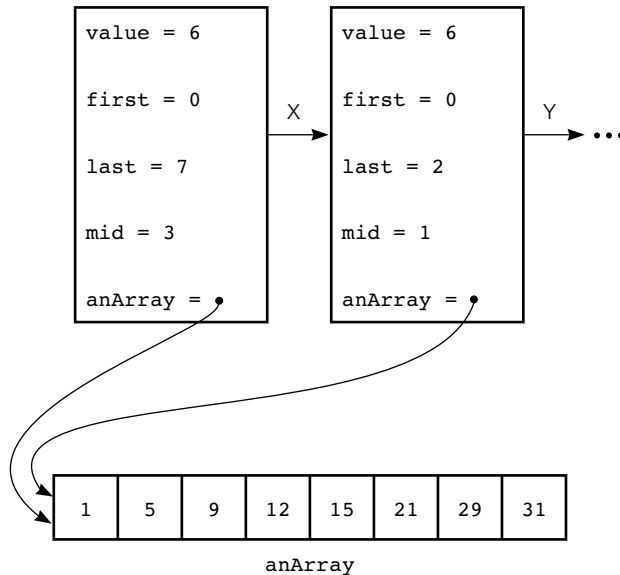 value = 6
first = 0
last = 7
mid = 3
anArray =
X
value = 6
first = 0
last = 2
mid = 1
anArray =
Y
1 5 9 12 15 21 29 31
anArray